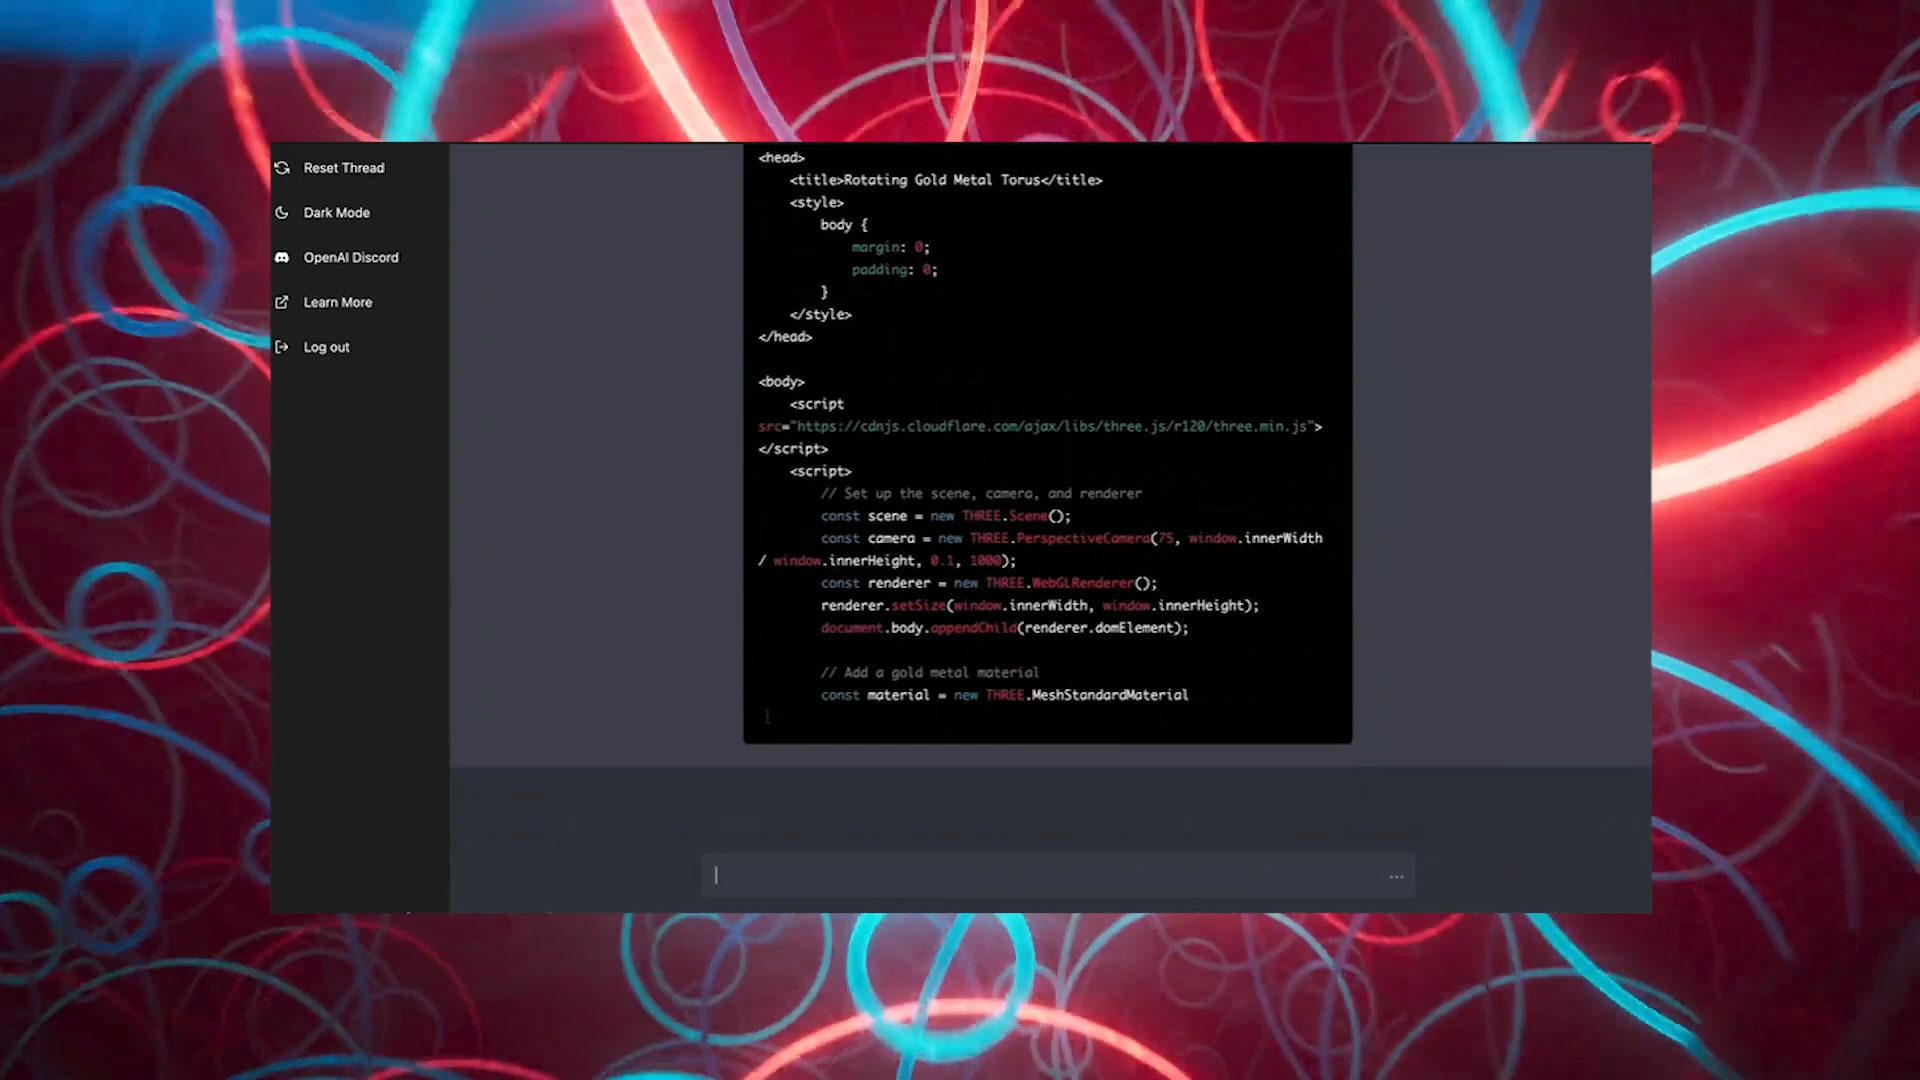 Reset Thread
Dark Mode
OpenAI Discord
Learn More
Log out
<head>
<title>Rotating Gold Metal Torus</title>
<style>
body {
margin: 0;
padding: 0;
}
</style>
</head>
<body>
<script
src="https://cdnjs.cloudflare.com/ajax/libs/three.js/r120/three.min.js">
</script>
<script>
// Set up the scene, camera, and renderer
const scene = new THREE.Scene();
const camera = new THREE.PerspectiveCamera(75, window.innerWidth
/ window.innerHeight, 0.1, 1000);
const renderer = new THREE.WebGLRenderer();
renderer.setSize(window.innerWidth, window.innerHeight);
document.body.appendChild(renderer.domElement);
// Add a gold metal material
const material = new THREE.MeshStandardMaterial